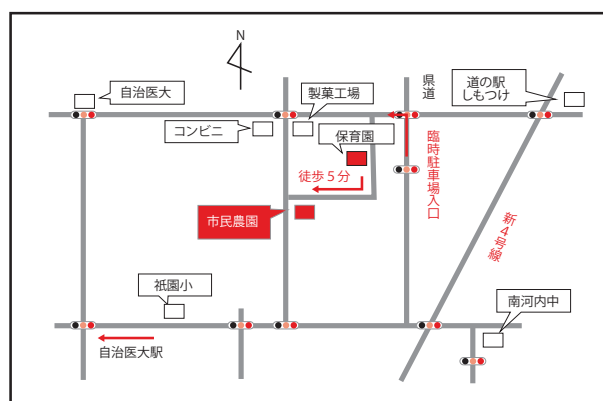 N
自治医大
製菓工場
県道
道の駅
しもつけ
コンビニ
保育園
臨時駐車場入口
徒歩５分
市民農園
新４号線
祇園小
南河内中
自治医大駅